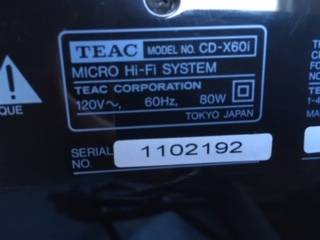 TEAC MODEL NO. CD-X60i
MICRO Hi-Fi SYSTEM
TEAC CORPORATION
120V~, 60Hz, 80W
TOKYO JAPAN
SERIAL NO. 1102192
QUE